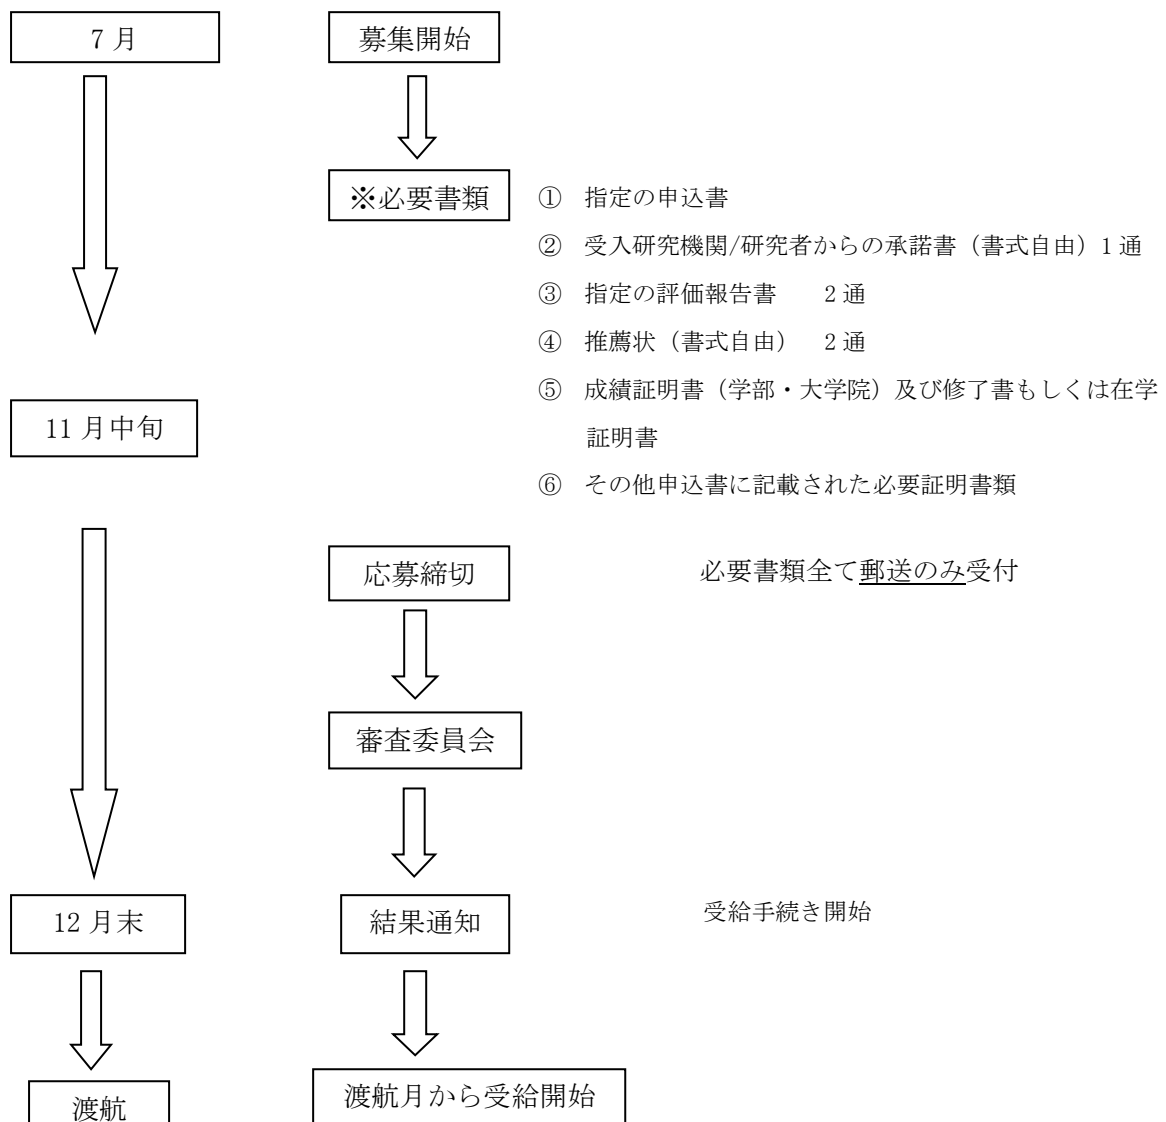 7月
募集開始
※必要書類
① 指定の申込書
② 受入研究機関/研究者からの承諾書（書式自由）1通
③ 指定の評価報告書　　2通
④ 推薦状（書式自由）　2通
⑤ 成績証明書（学部・大学院）及び修了書もしくは在学
証明書
⑥ その他申込書に記載された必要証明書類
11月中旬
応募締切
必要書類全て郵送のみ受付
審査委員会
12月末
結果通知
受給手続き開始
渡航
渡航月から受給開始